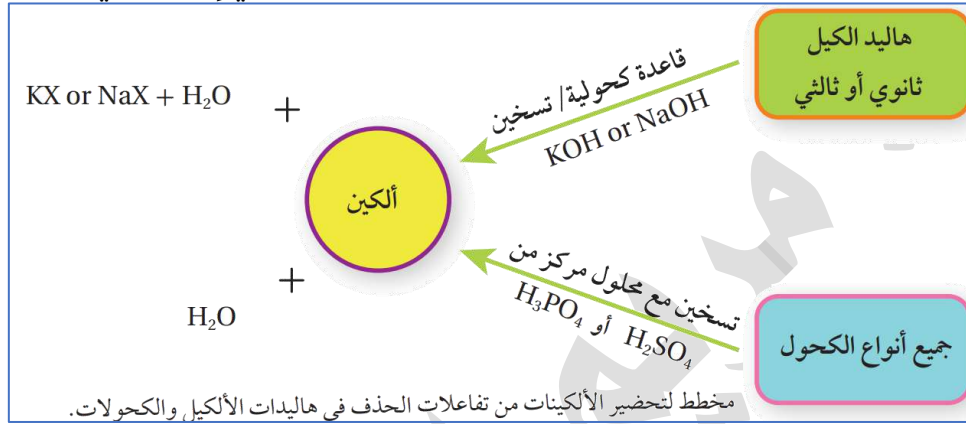 هاليد الكيل
ثانوي أو ثالثي
قاعدة كحولية/ تسخين
KOH or NaOH
KX or NaX + H₂O
+
ألكين
+
H₂O
تسخين مع محلول مركز من
H₂SO₄ أو H₃PO₄
جميع أنواع الكحول
مخطط لتحضير الألكينات من تفاعلات الحذف في هاليدات الألكيل والكحولات.